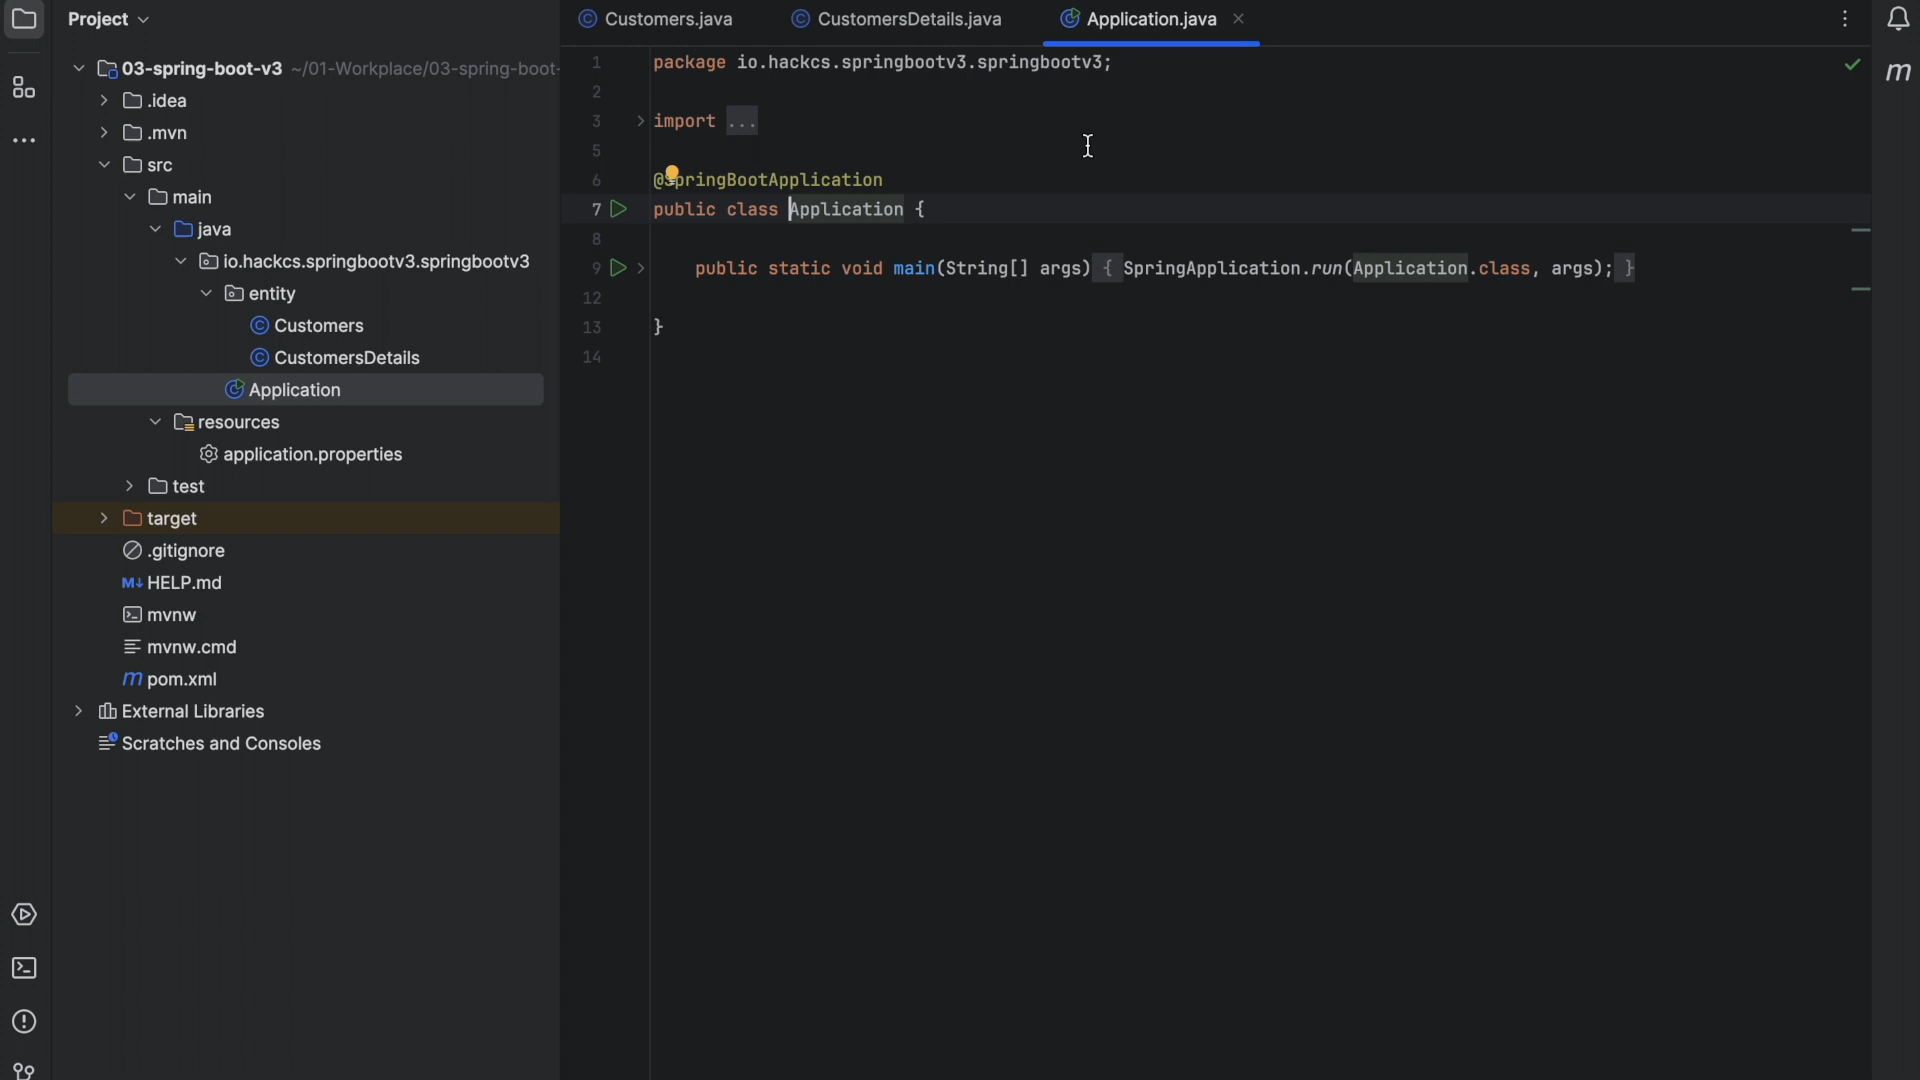 Project
03-spring-boot-v3 ~/01-Workplace/03-spring-boot-
.idea
.mvn
src
main
java
io.hackcs.springbootv3.springbootv3
entity
Customers
CustomersDetails
Application
resources
application.properties
test
target
.gitignore
M↓ HELP.md
mvnw
mvnw.cmd
m pom.xml
External Libraries
Scratches and Consoles
Customers.java
CustomersDetails.java
Application.java
m
1 package io.hackcs.springbootv3.springbootv3;
2
3 import ...
5
6 @SpringBootApplication
7 public class Application {
8
9 public static void main(String[] args) { SpringApplication.run(Application.class, args); }
12
13 }
14